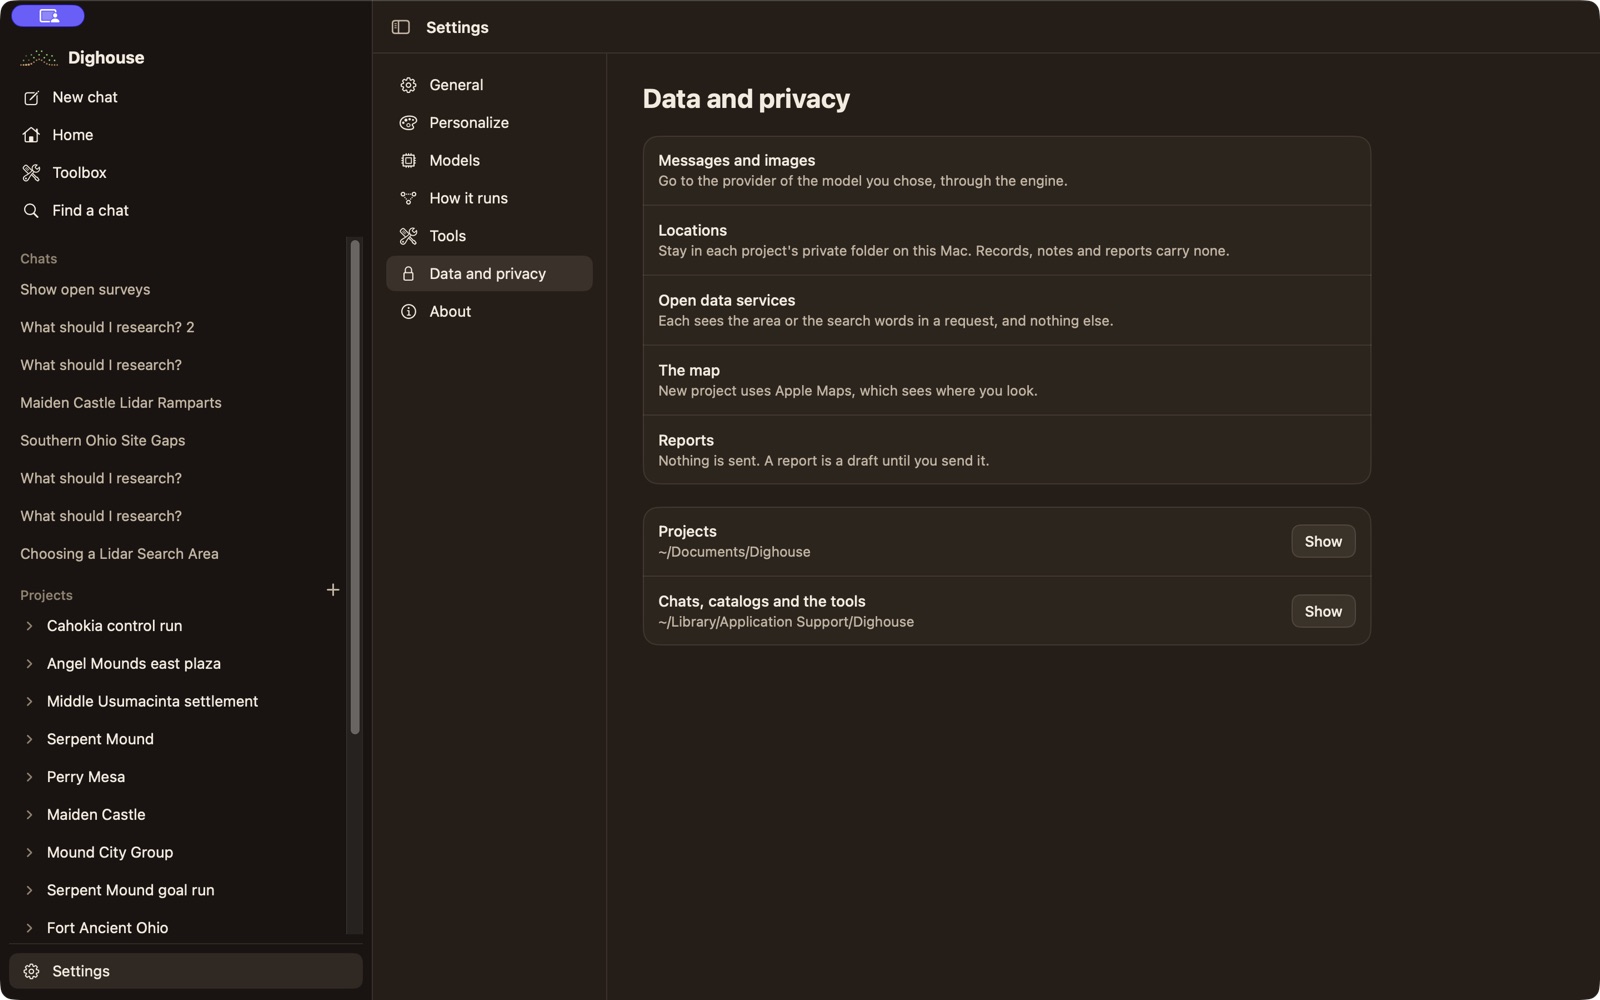 Dighouse
New chat
Home
Toolbox
Find a chat
Chats
Show open surveys
What should I research? 2
What should I research?
Maiden Castle Lidar Ramparts
Southern Ohio Site Gaps
What should I research?
What should I research?
Choosing a Lidar Search Area
Projects
Cahokia control run
Angel Mounds east plaza
Middle Usumacinta settlement
Serpent Mound
Perry Mesa
Maiden Castle
Mound City Group
Serpent Mound goal run
Fort Ancient Ohio
Settings
Settings
General
Personalize
Models
How it runs
Tools
Data and privacy
About
Data and privacy
Messages and images
Go to the provider of the model you chose, through the engine.
Locations
Stay in each project's private folder on this Mac. Records, notes and reports carry none.
Open data services
Each sees the area or the search words in a request, and nothing else.
The map
New project uses Apple Maps, which sees where you look.
Reports
Nothing is sent. A report is a draft until you send it.
Projects
~/Documents/Dighouse
Show
Chats, catalogs and the tools
~/Library/Application Support/Dighouse
Show